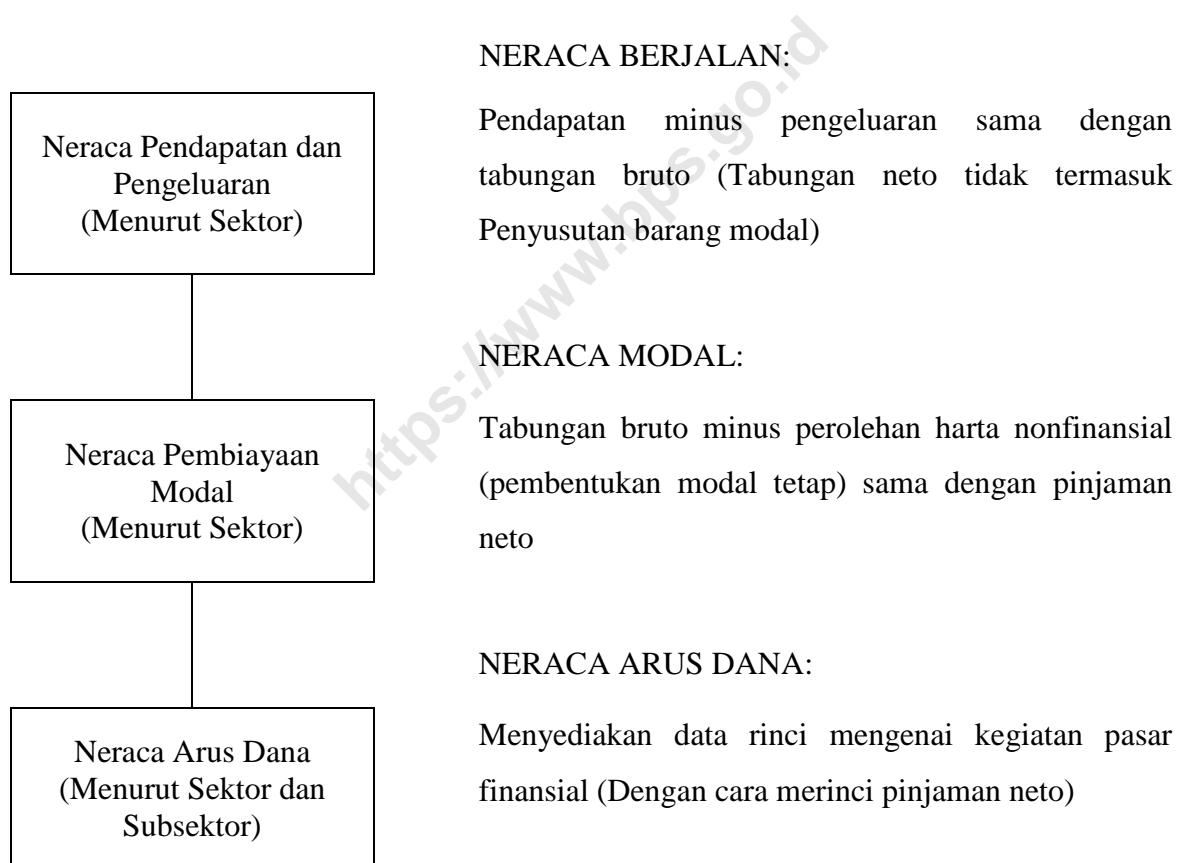 NERACA BERJALAN:
Neraca Pendapatan dan
Pengeluaran
(Menurut Sektor)
Pendapatan minus pengeluaran sama dengan
tabungan bruto (Tabungan neto tidak termasuk
Penyusutan barang modal)
NERACA MODAL:
Neraca Pembiayaan
Modal
(Menurut Sektor)
Tabungan bruto minus perolehan harta nonfinansial
(pembentukan modal tetap) sama dengan pinjaman
neto
NERACA ARUS DANA:
Neraca Arus Dana
(Menurut Sektor dan
Subsektor)
Menyediakan data rinci mengenai kegiatan pasar
finansial (Dengan cara merinci pinjaman neto)
https://www.bps.go.id